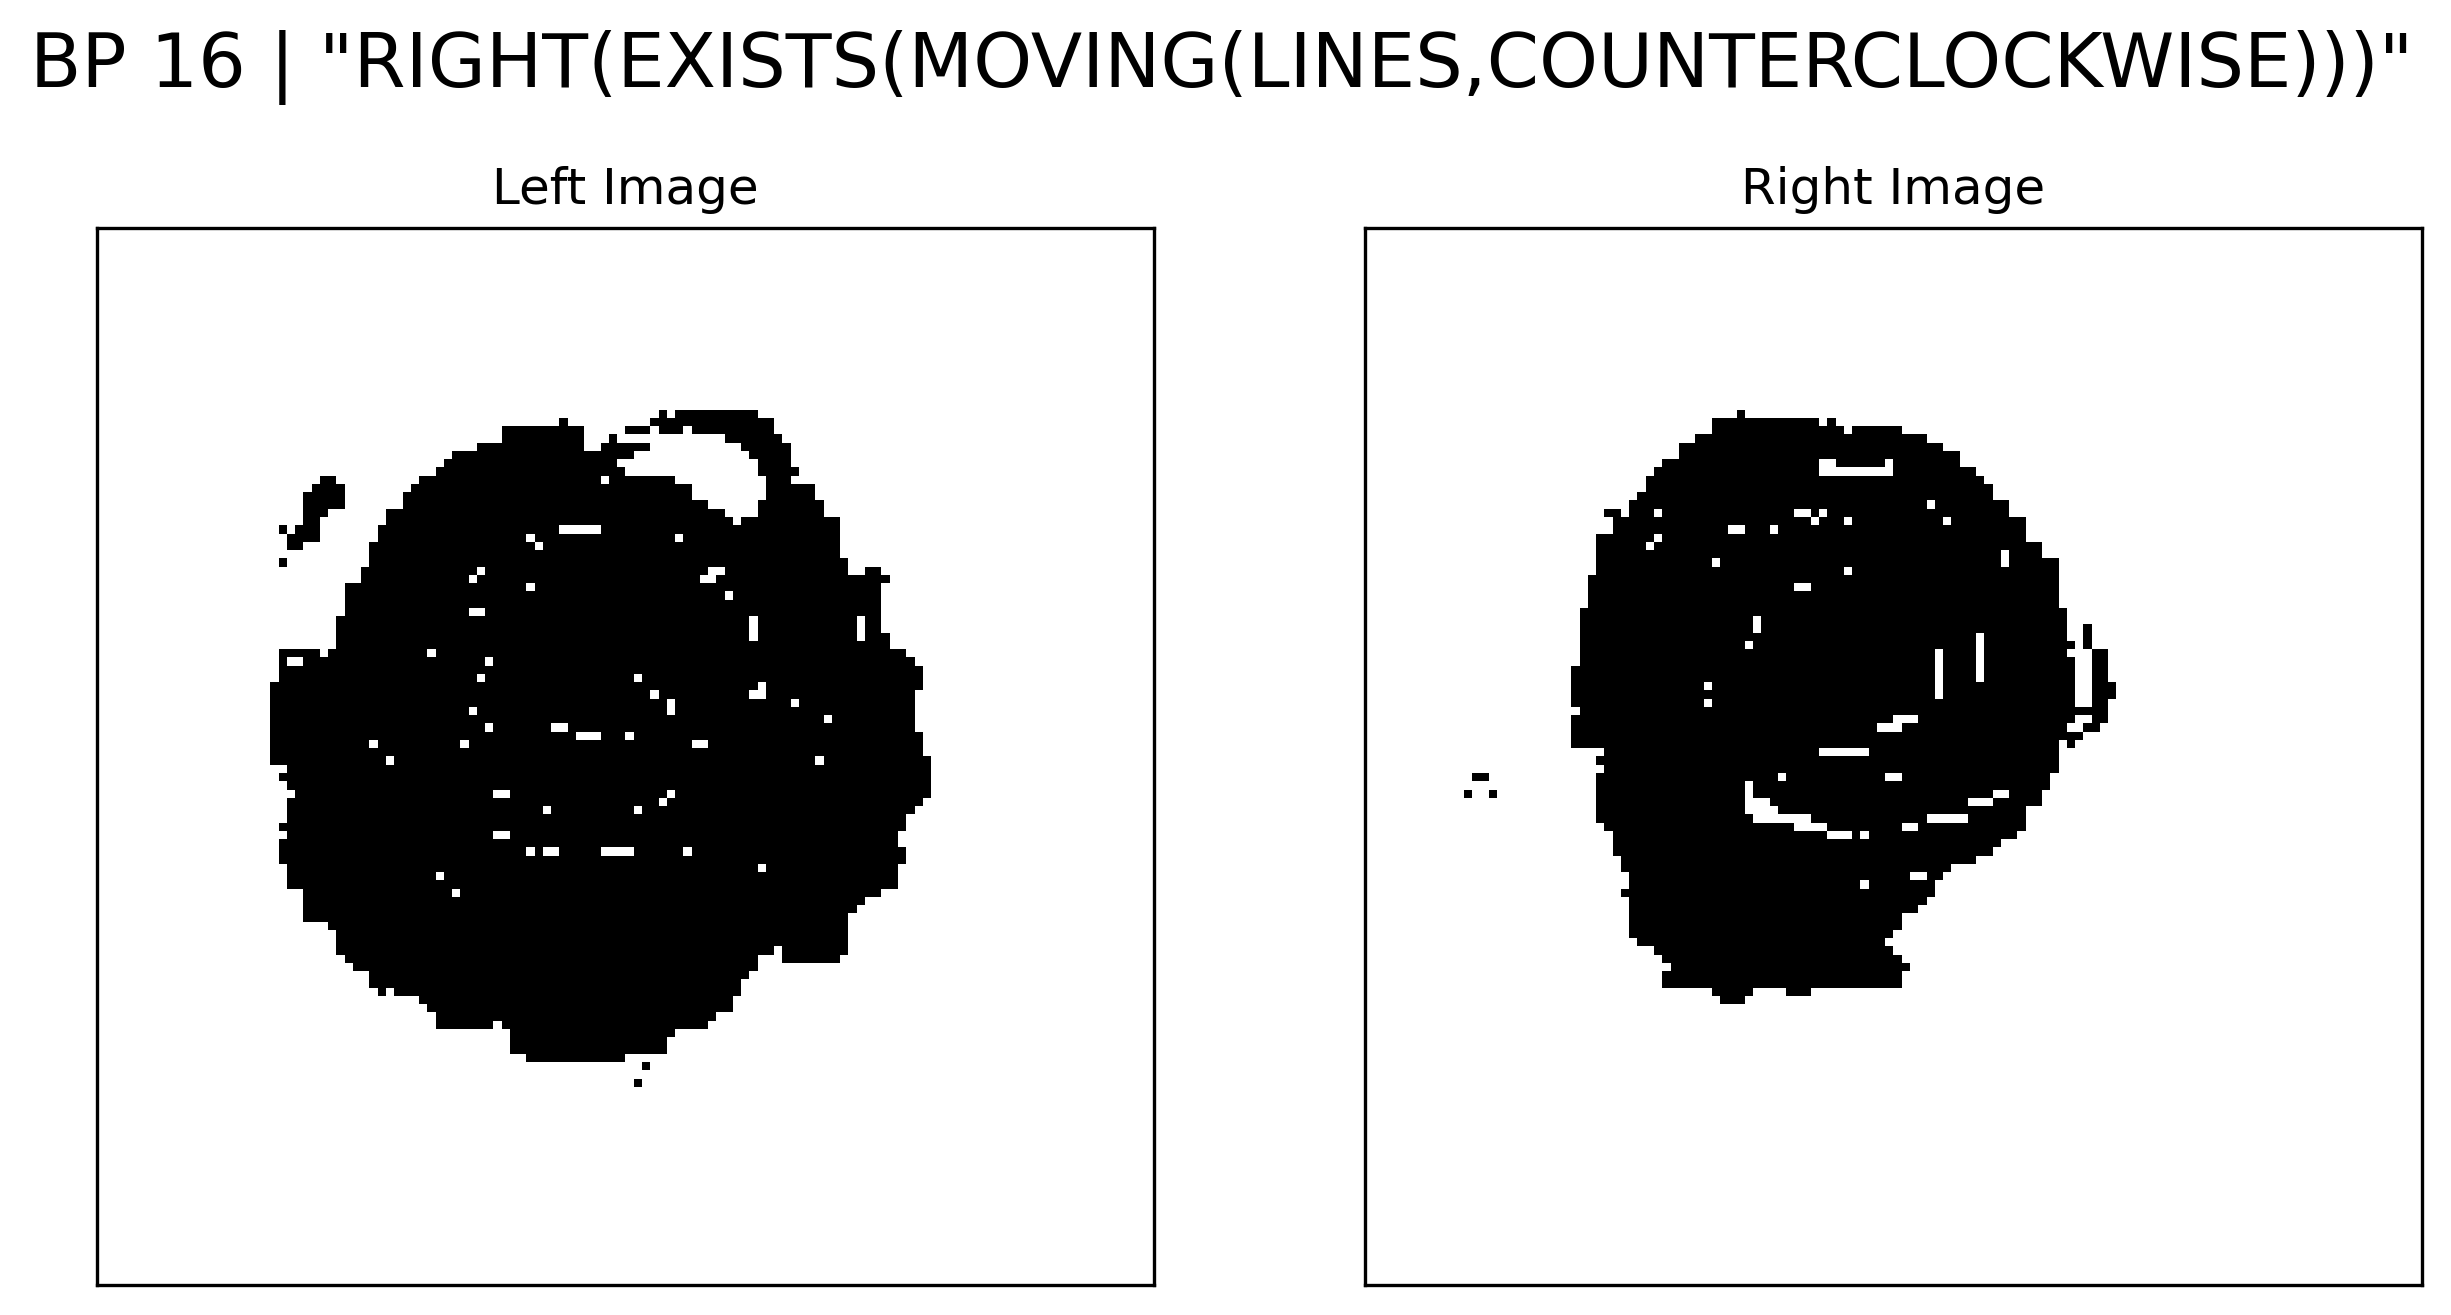 BP 16 | "RIGHT(EXISTS(MOVING(LINES,COUNTERCLOCKWISE)))"
Left Image
Right Image